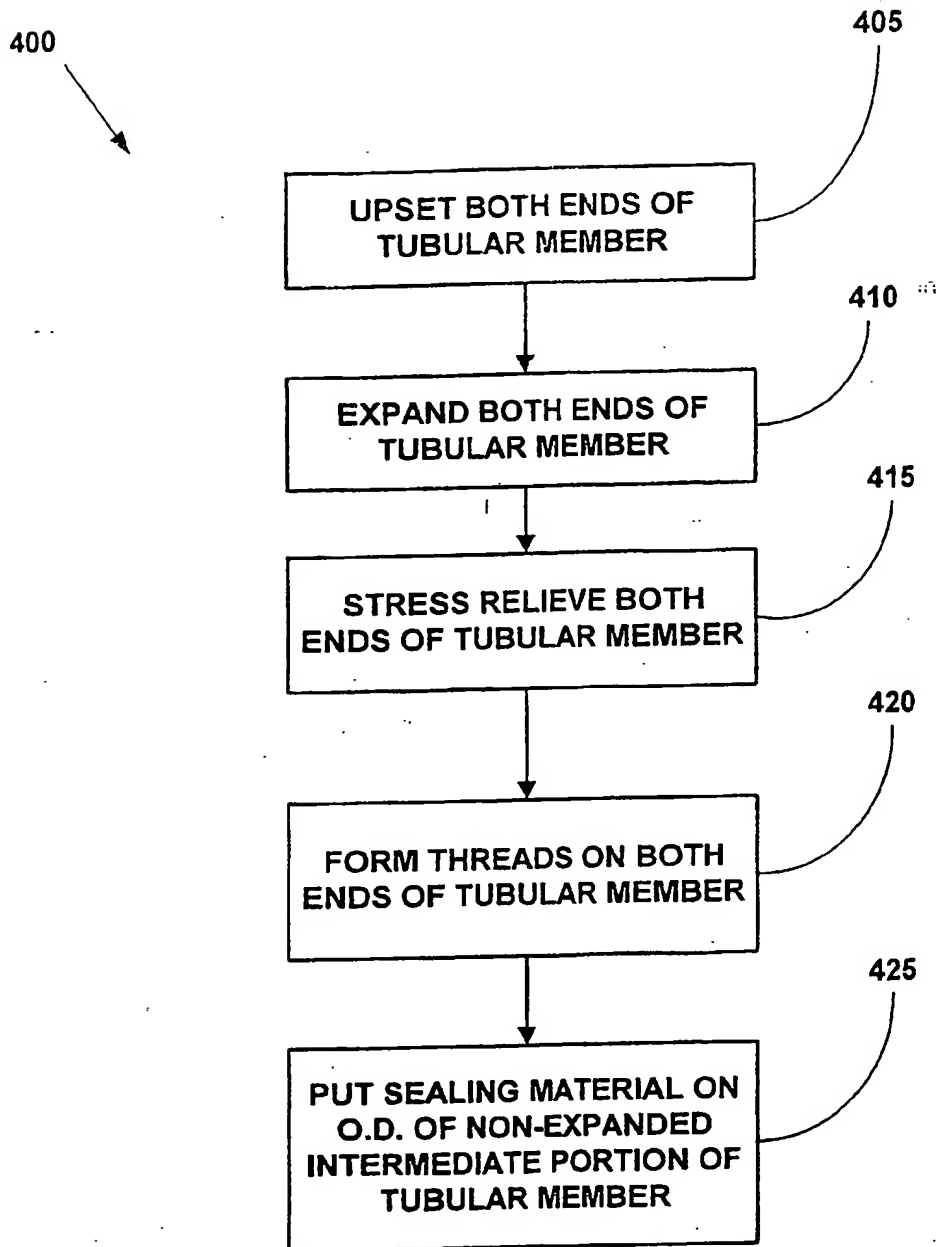 400
405
UPSET BOTH ENDS OF
TUBULAR MEMBER
410
EXPAND BOTH ENDS OF
TUBULAR MEMBER
415
STRESS RELIEVE BOTH
ENDS OF TUBULAR MEMBER
420
FORM THREADS ON BOTH
ENDS OF TUBULAR MEMBER
425
PUT SEALING MATERIAL ON
O.D. OF NON-EXPANDED
INTERMEDIATE PORTION OF
TUBULAR MEMBER